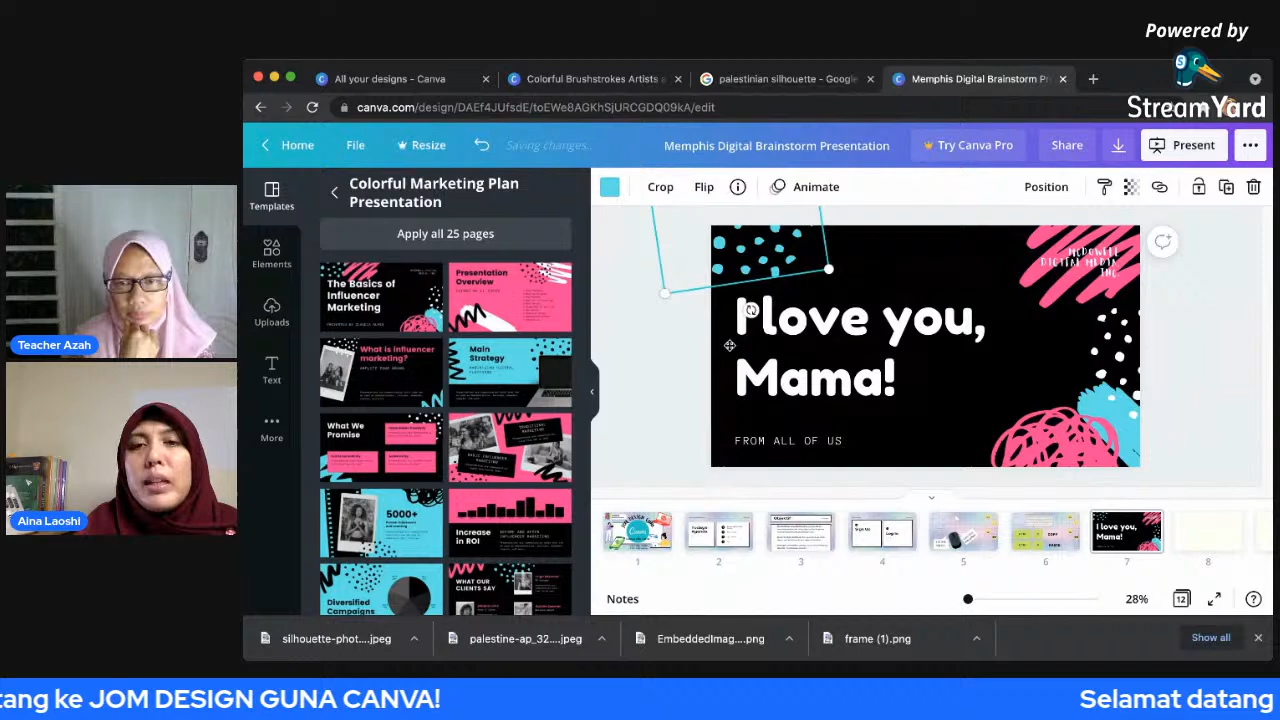 Powered by
StreamYard
All your designs - Canva
Colorful Brushstrokes Artists a
palestinian silhouette - Google
Memphis Digital Brainstorm Pr
canva.com/design/DAEf4JUfsdE/toEWe8AGKhSjURCGDQ09kA/edit
Home
File
Resize
Saving changes..
Memphis Digital Brainstorm Presentation
Try Canva Pro
Share
Present
Templates
Elements
Uploads
Text
More
Colorful Marketing Plan
Presentation
Apply all 25 pages
The Basics of
Influencer
Marketing
Presentation
Overview
What is influencer
marketing?
Main
Strategy
What We
Promise
5000+
Increase
in ROI
Diversified
Campaigns
WHAT OUR
CLIENTS SAY
Crop
Flip
Animate
Position
MCDOWELL
DIGITAL MEDIA
INC
I love you,
Mama!
FROM ALL OF US
I love you,
Mama!
1
2
3
4
5
6
7
8
Notes
28%
12
silhouette-phot....jpeg
palestine-ap_32....jpeg
EmbeddedImag....png
frame (1).png
Show all
Teacher Azah
Aina Laoshi
tang ke JOM DESIGN GUNA CANVA!
Selamat datang